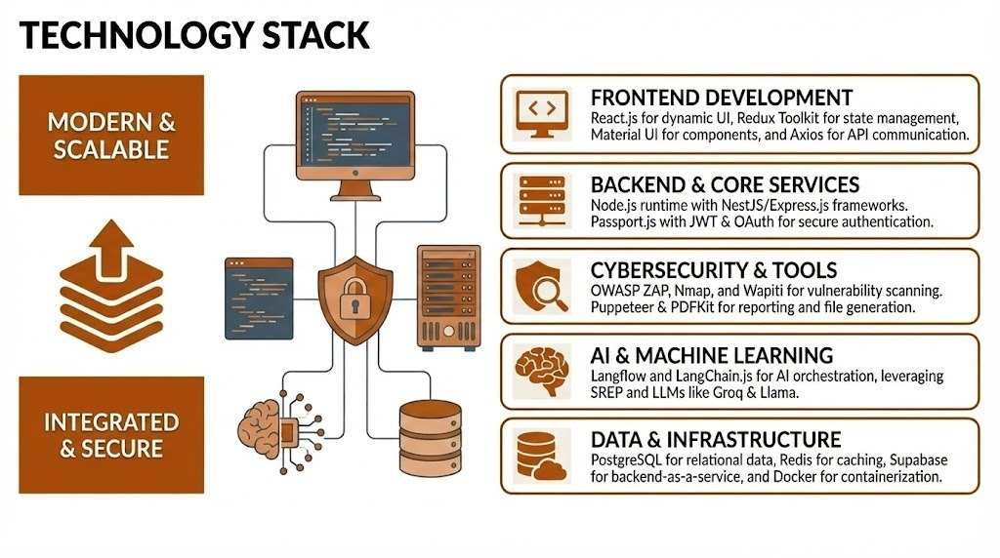 TECHNOLOGY STACK
MODERN &
SCALABLE
INTEGRATED
& SECURE
FRONTEND DEVELOPMENT
React.js for dynamic UI, Redux Toolkit for state management,
Material UI for components, and Axios for API communication.
BACKEND & CORE SERVICES
Node.js runtime with NestJS/Express.js frameworks.
Passport.js with JWT & OAuth for secure authentication.
CYBERSECURITY & TOOLS
OWASP ZAP, Nmap, and Wapiti for vulnerability scanning.
Puppeteer & PDFKit for reporting and file generation.
AI & MACHINE LEARNING
Langflow and LangChain.js for AI orchestration, leveraging
SREP and LLMs like Groq & Llama.
DATA & INFRASTRUCTURE
PostgreSQL for relational data, Redis for caching, Supabase
for backend-as-a-service, and Docker for containerization.